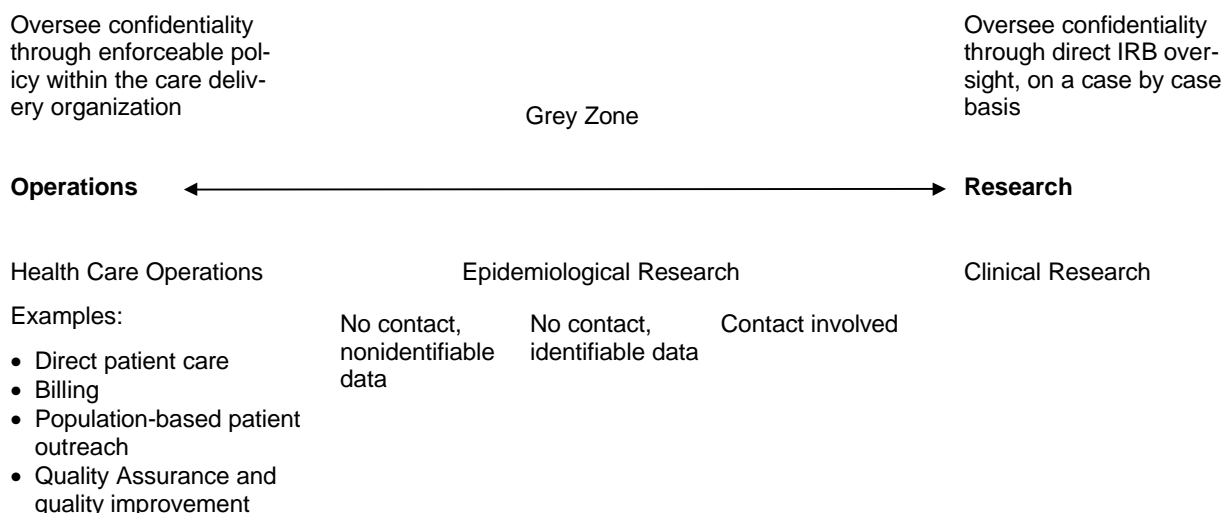 Oversee confidentiality
through enforceable pol-
icy within the care deliv-
ery organization
Grey Zone
Oversee confidentiality
through direct IRB over-
sight, on a case by case
basis
Operations
Research
Health Care Operations
Epidemiological Research
Clinical Research
Examples:
• Direct patient care
• Billing
• Population-based patient
outreach
• Quality Assurance and
quality improvement
No contact,
nonidentifiable
data
No contact,
identifiable data
Contact involved